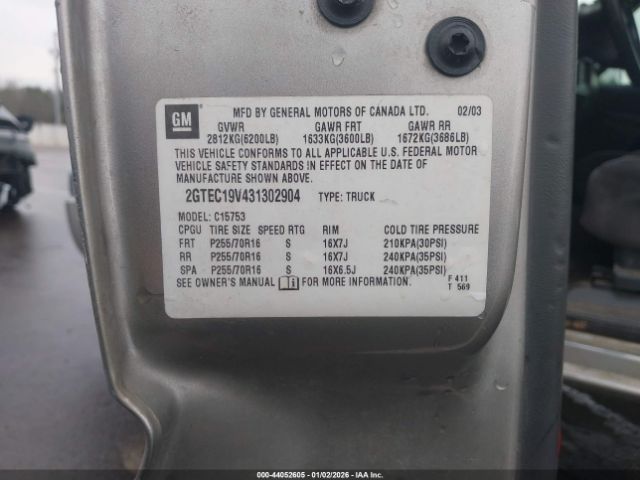 GM
MFD BY GENERAL MOTORS OF CANADA LTD. 02/03
GVWR GAWR FRT GAWR RR
2812KG(6200LB) 1633KG(3600LB) 1672KG(3686LB)
THIS VEHICLE CONFORMS TO ALL APPLICABLE U.S. FEDERAL MOTOR
VEHICLE SAFETY STANDARDS IN EFFECT ON THE DATE OF
MANUFACTURE SHOWN ABOVE.
2GTEC19V431302904 TYPE: TRUCK
MODEL: C15753
CPGU TIRE SIZE SPEED RTG RIM COLD TIRE PRESSURE
FRT P255/70R16 S 16X7J 210KPA(30PSI)
RR P255/70R16 S 16X7J 240KPA(35PSI)
SPA P255/70R16 S 16X6.5J 240KPA(35PSI)
SEE OWNER'S MANUAL FOR MORE INFORMATION.
F 411
T 569
000-44052605 - 01/02/2026 - IAA Inc.